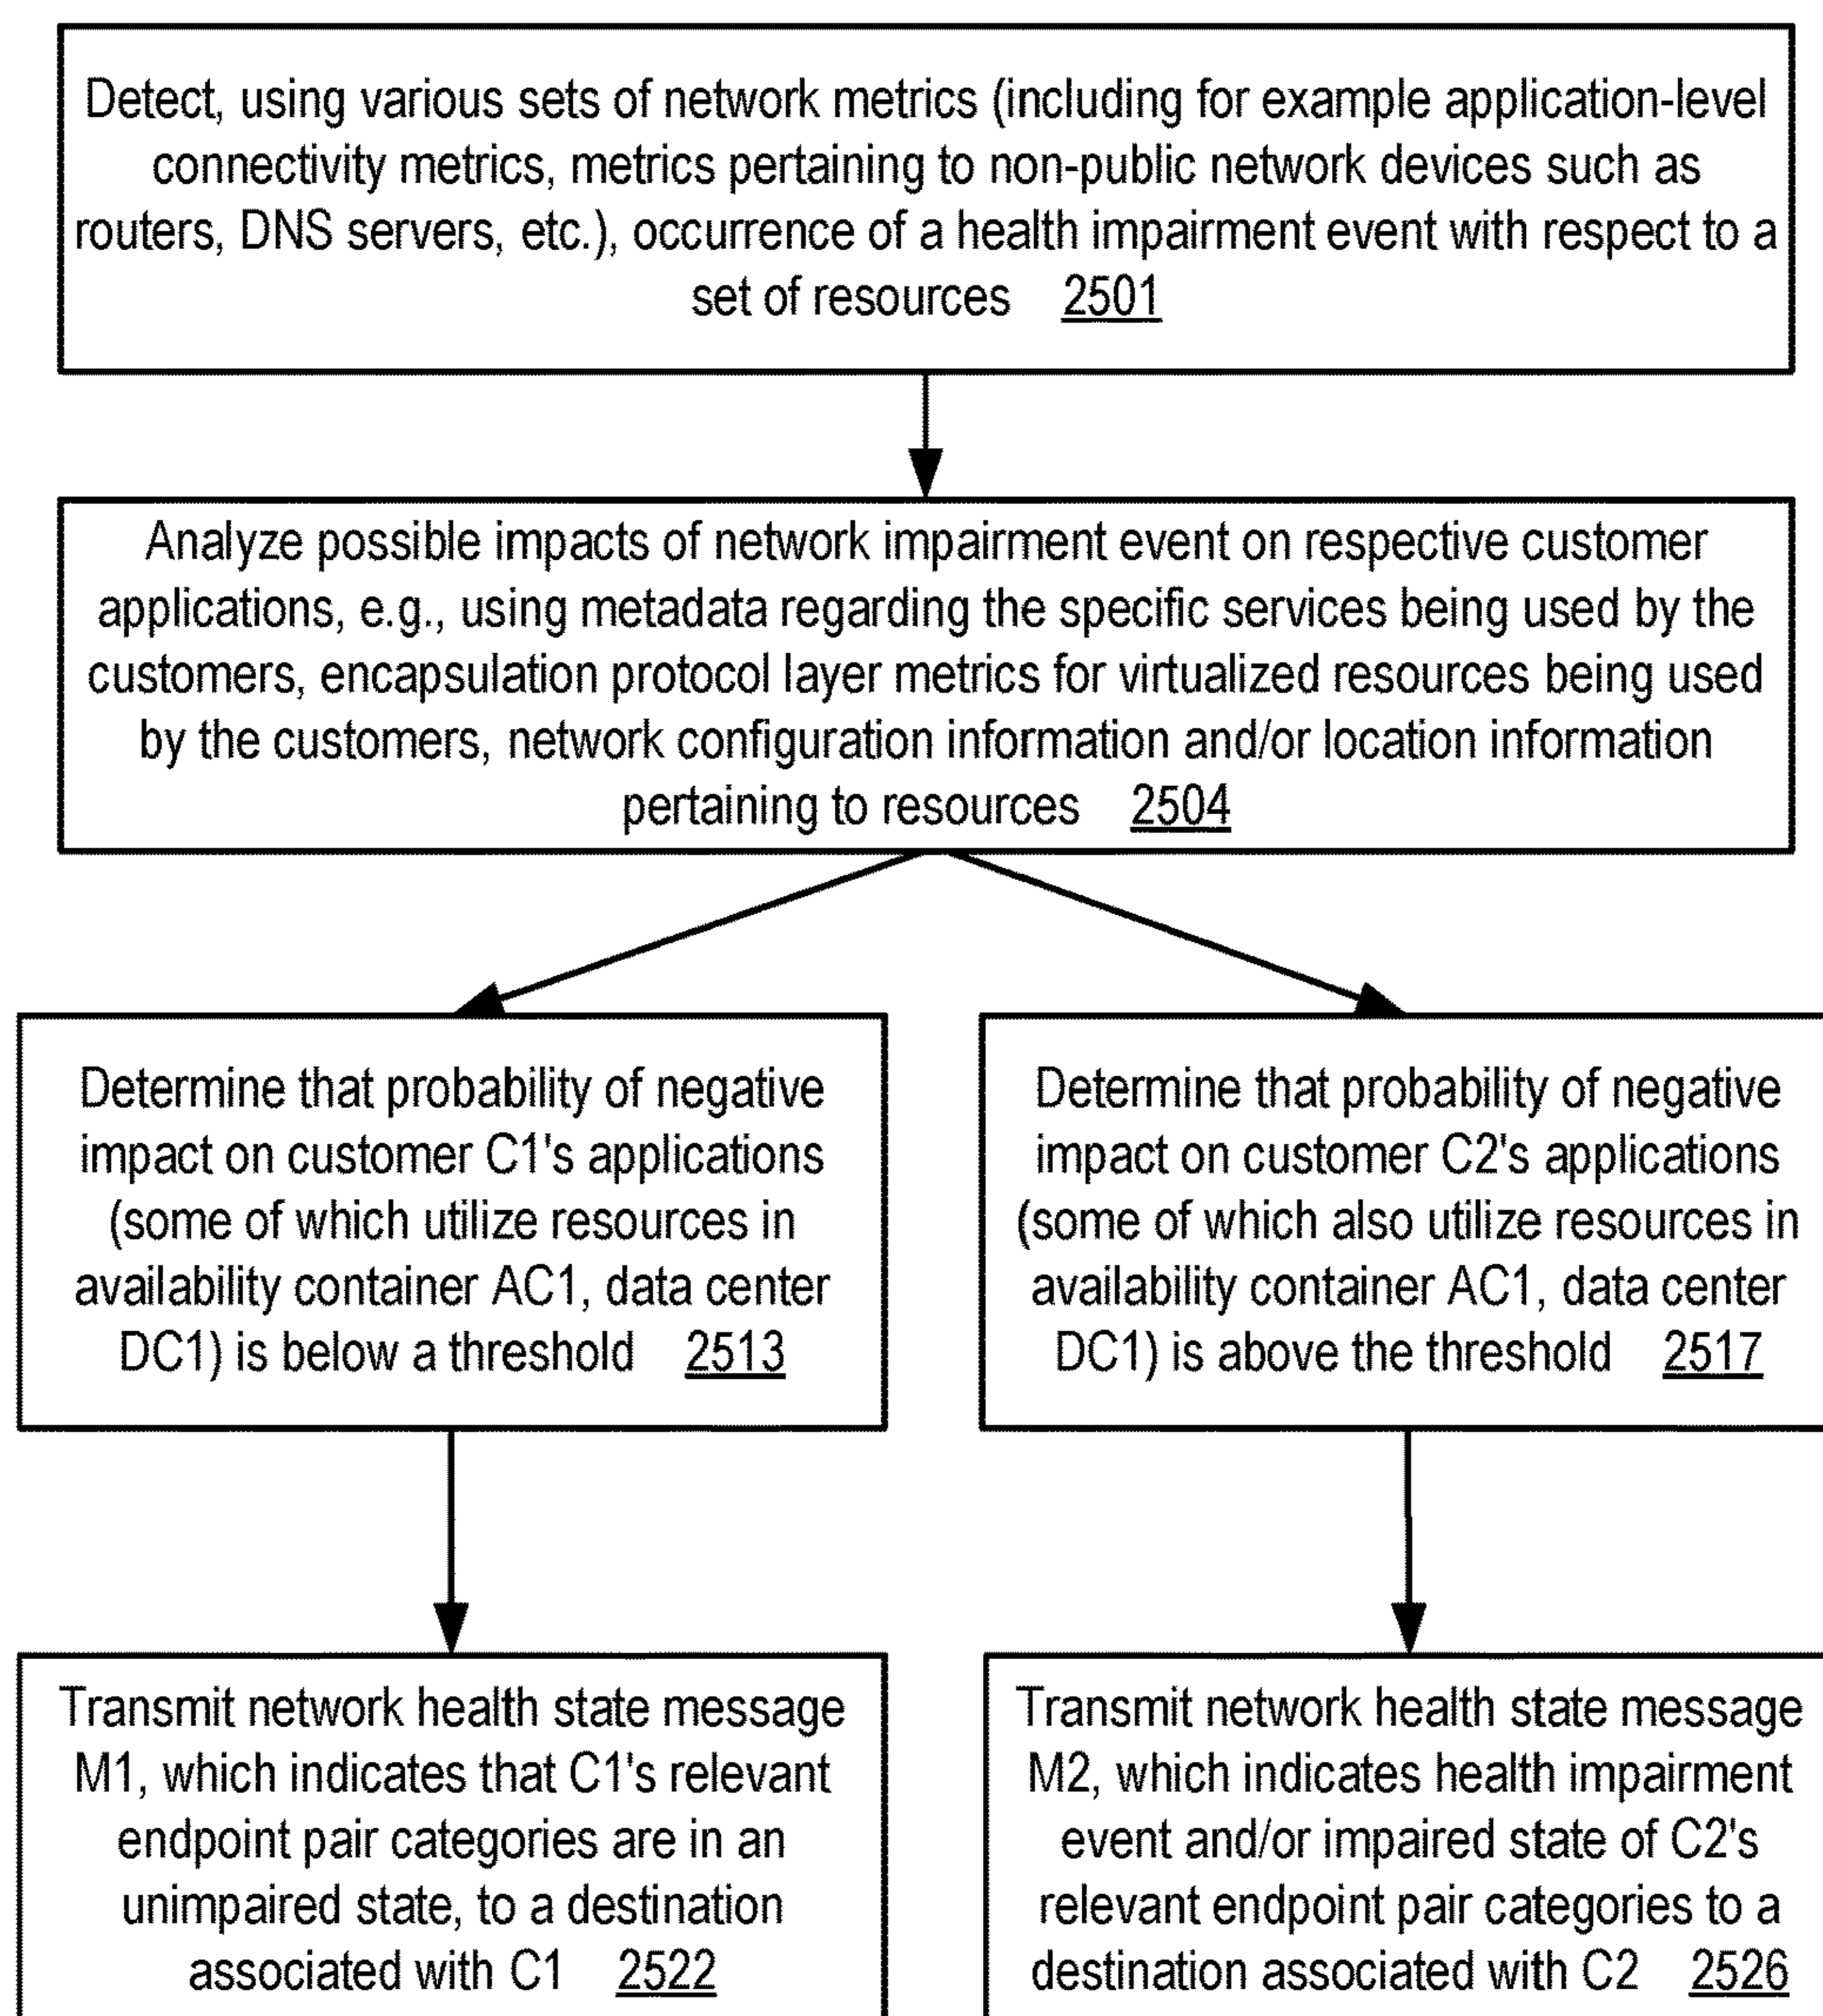 Detect, using various sets of network metrics (including for example application-level
connectivity metrics, metrics pertaining to non-public network devices such as
routers, DNS servers, etc.), occurrence of a health impairment event with respect to a
set of resources 2501
Analyze possible impacts of network impairment event on respective customer
applications, e.g., using metadata regarding the specific services being used by the
customers, encapsulation protocol layer metrics for virtualized resources being used
by the customers, network configuration information and/or location information
pertaining to resources 2504
Determine that probability of negative
impact on customer C1's applications
(some of which utilize resources in
availability container AC1, data center
DC1) is below a threshold 2513
Determine that probability of negative
impact on customer C2's applications
(some of which also utilize resources in
availability container AC1, data center
DC1) is above the threshold 2517
Transmit network health state message
M1, which indicates that C1's relevant
endpoint pair categories are in an
unimpaired state, to a destination
associated with C1 2522
Transmit network health state message
M2, which indicates health impairment
event and/or impaired state of C2's
relevant endpoint pair categories to a
destination associated with C2 2526